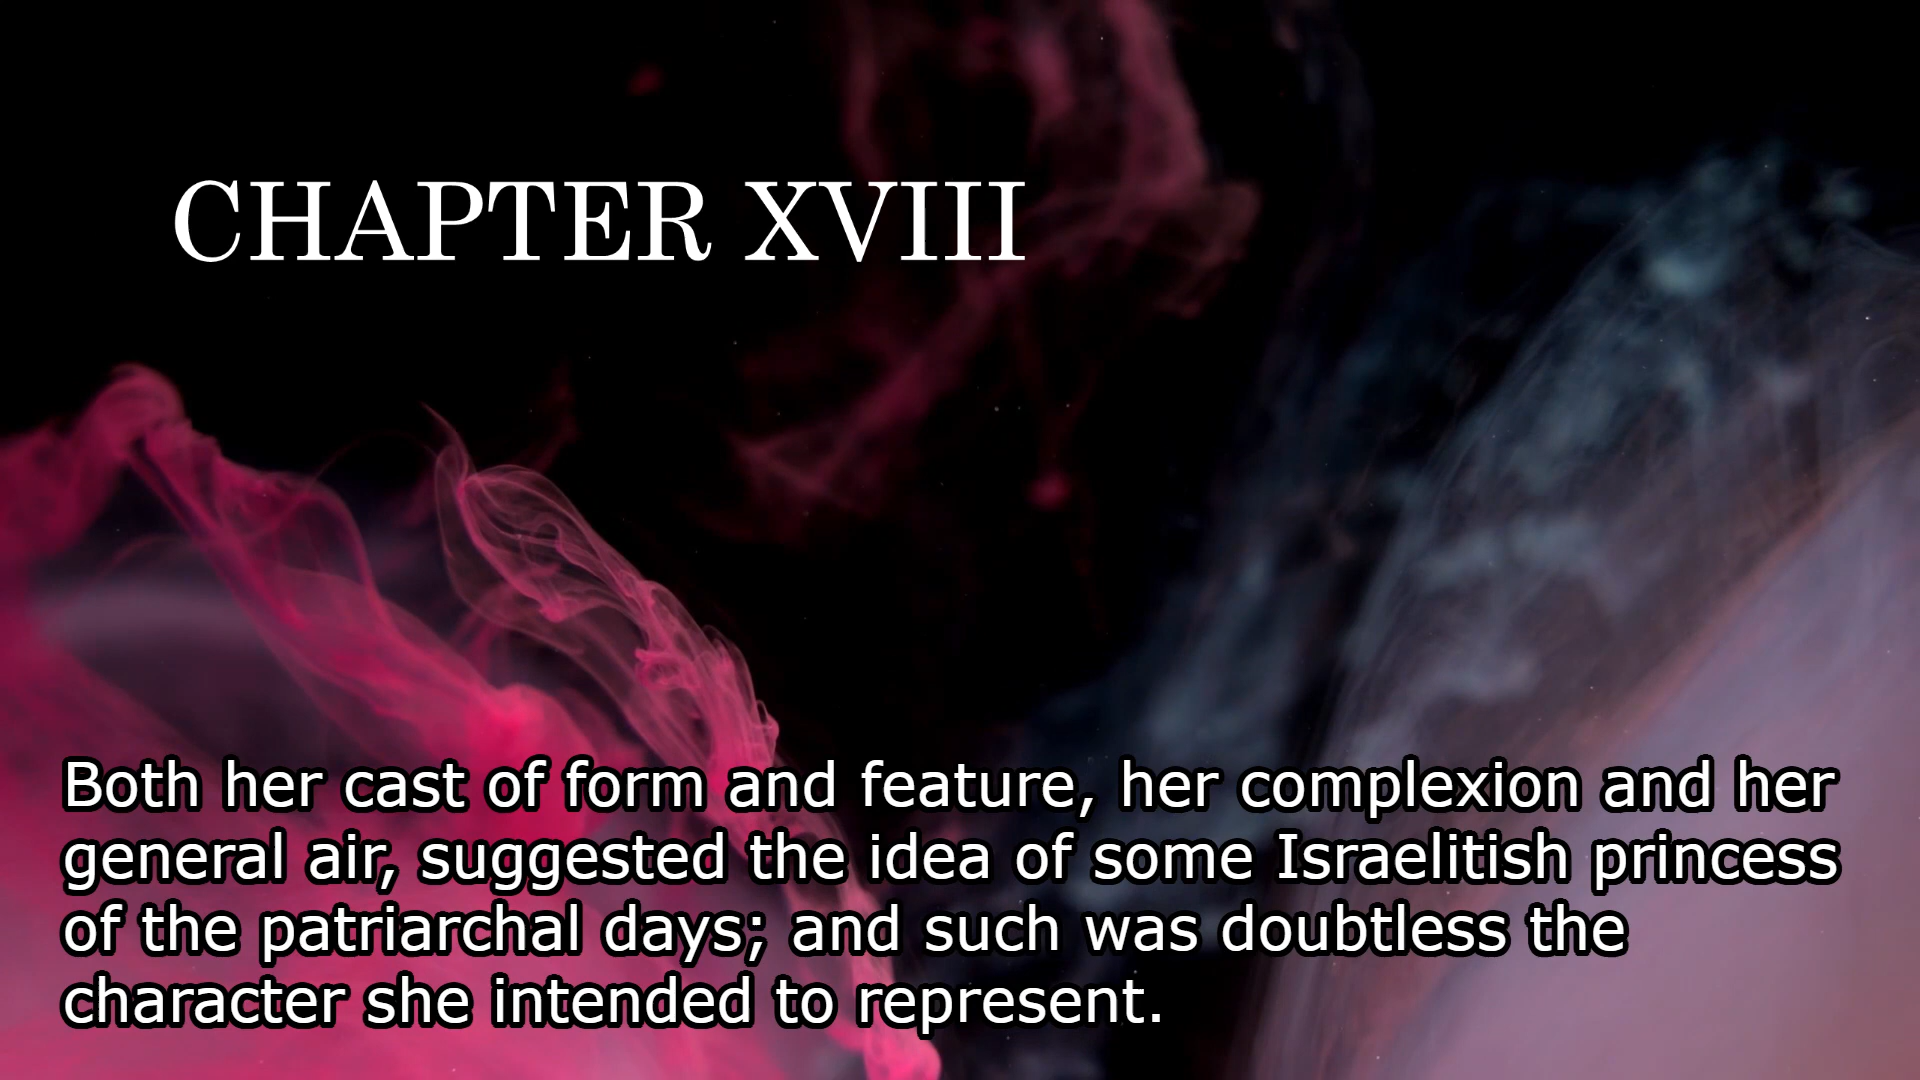 CHAPTER XVIII
Both her cast of form and feature, her complexion and her
general air, suggested the idea of some Israelitish princess
of the patriarchal days; and such was doubtless the
character she intended to represent.